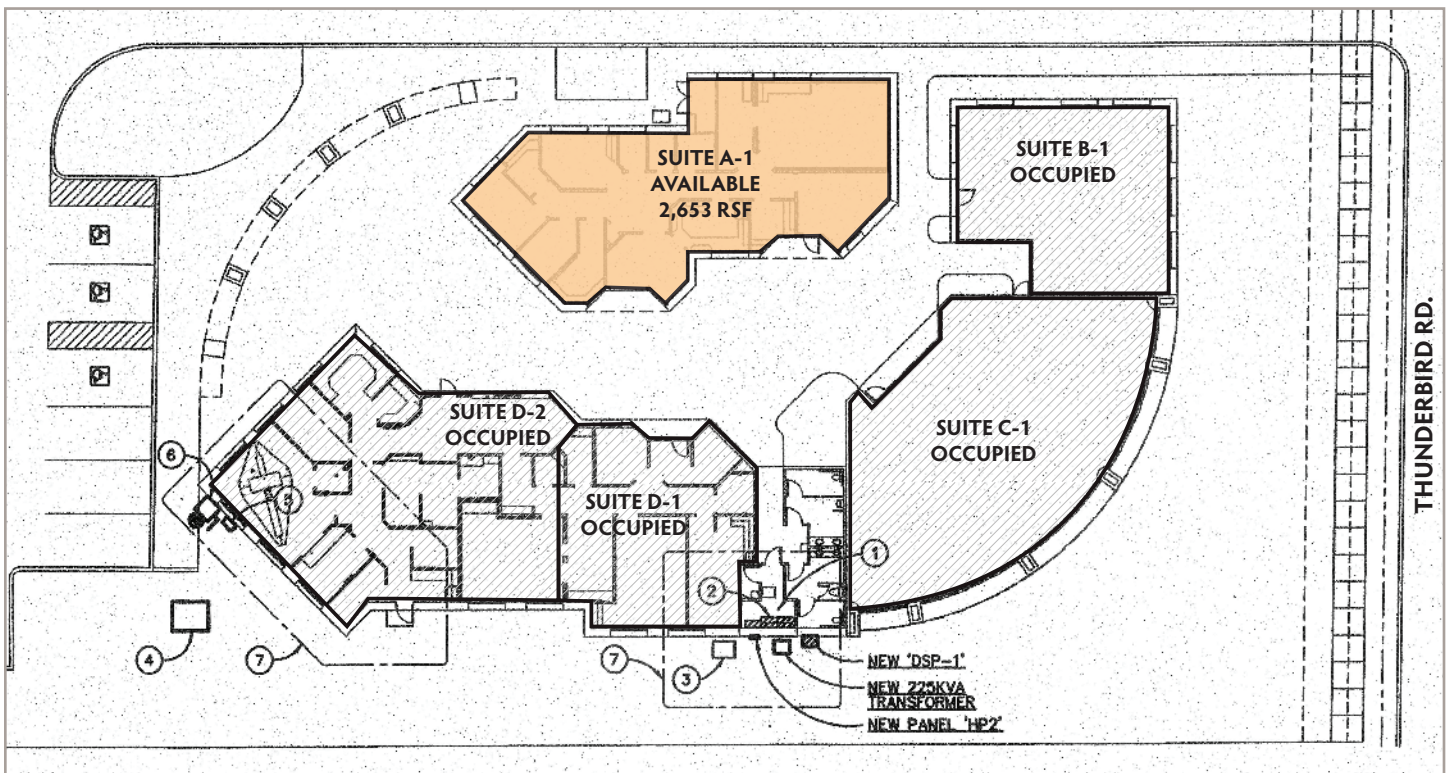 SUITE A-1
AVAILABLE
2,653 RSF
SUITE B-1
OCCUPIED
THUNDERBIRD RD.
SUITE D-2
OCCUPIED
SUITE C-1
OCCUPIED
6
5
SUITE D-1
OCCUPIED
1
2
4
7
7
3
NEW 'DSP-1'
NEW 225KVA
TRANSFORMER
NEW PANEL 'HP2'